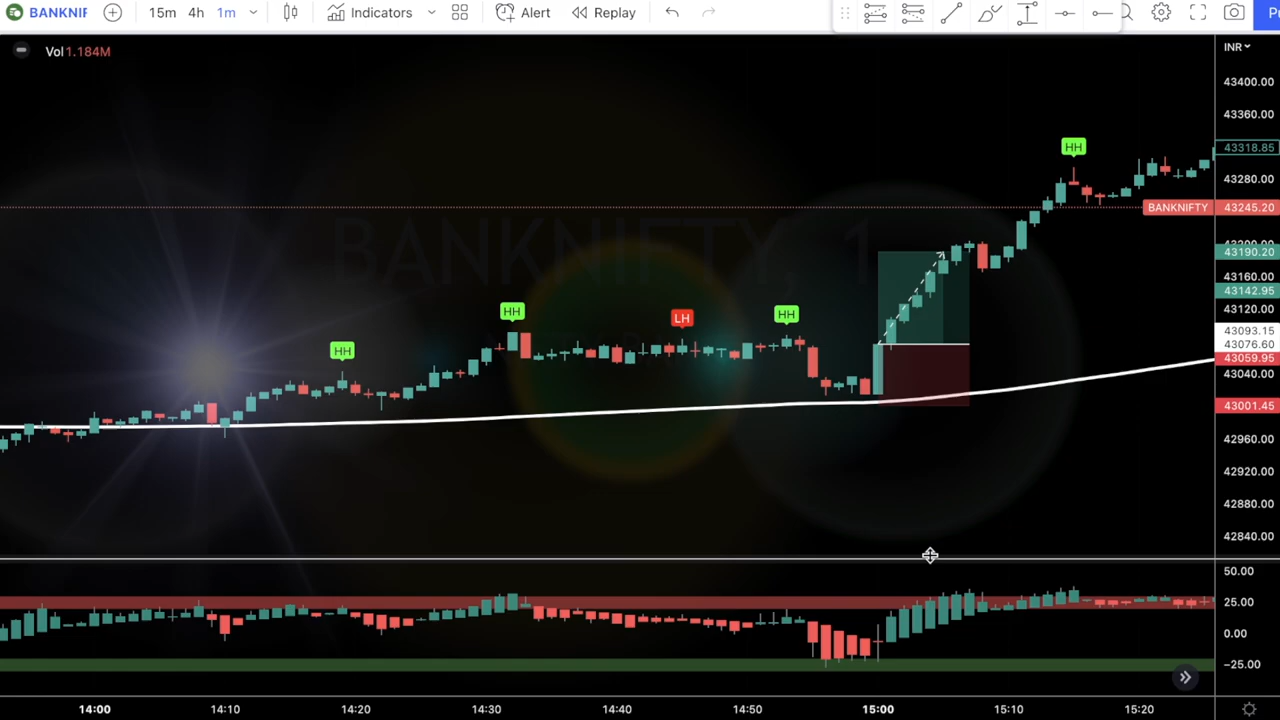 BANKNIF 15m 4h 1m Indicators Alert Replay
Vol1.184M
INR
43400.00
43360.00
HH
43318.85
43280.00
BANKNIFTY 43245.20
BANKNIFTY, 1
43200.00
43190.20
43160.00
43142.95
43120.00
HH LH HH
43093.15
43076.60
HH
43059.95
43040.00
43001.45
42960.00
42920.00
42880.00
42840.00
50.00
25.00
0.00
−25.00
14:00 14:10 14:20 14:30 14:40 14:50 15:00 15:10 15:20